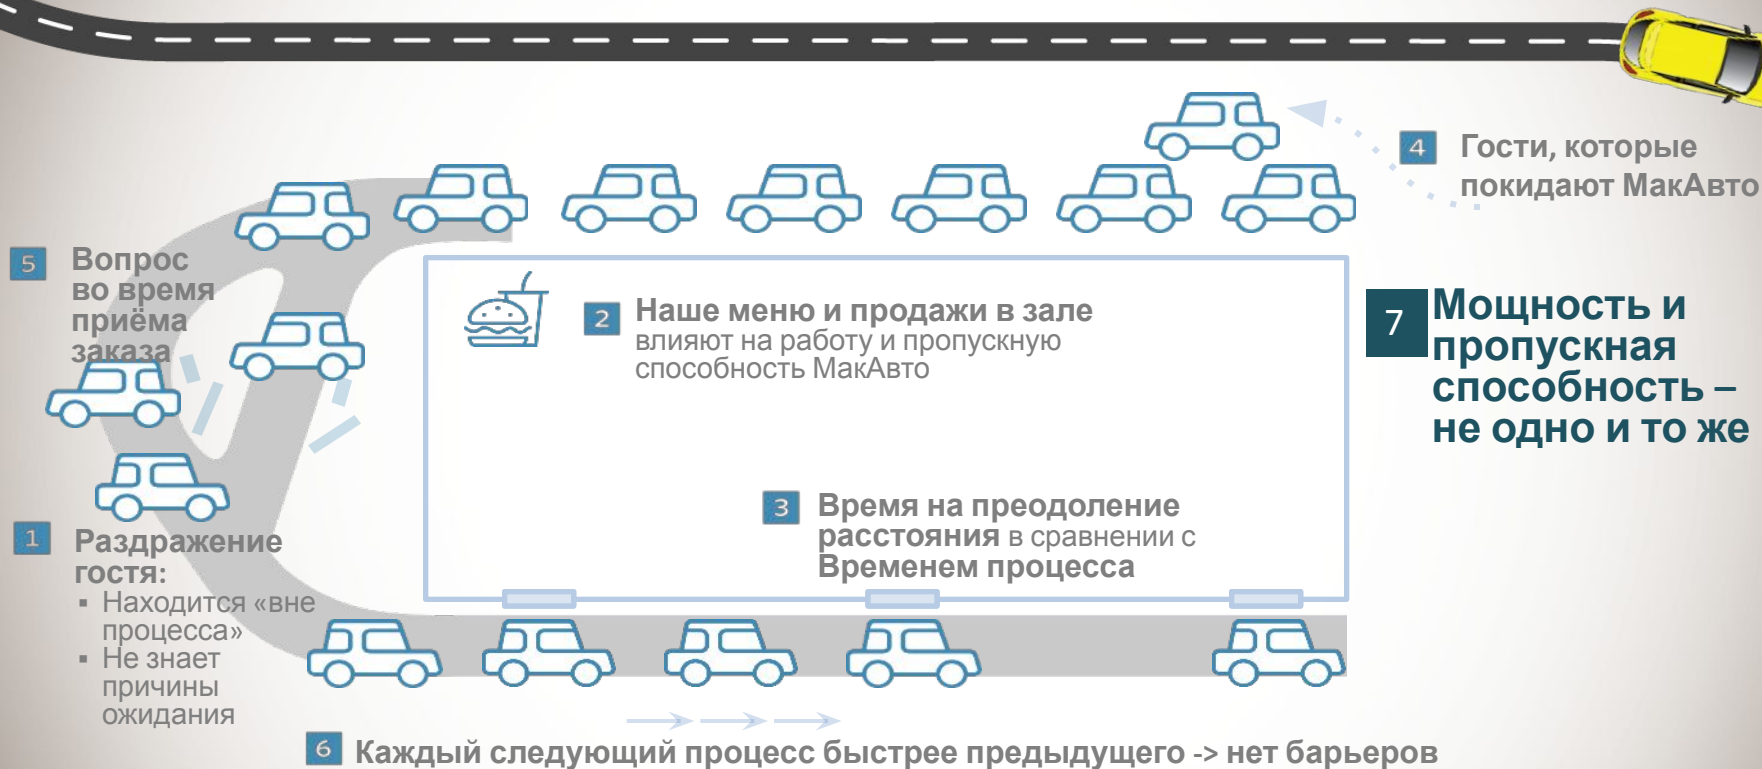 4 Гости, которые
покидают МакАвто
5 Вопрос
во время
приёма
заказа
2 Наше меню и продажи в зале
влияют на работу и пропускную
способность МакАвто
7 Мощность и
пропускная
способность –
не одно и то же
3 Время на преодоление
расстояния в сравнении с
Временем процесса
1 Раздражение
гостя:
▪ Находится «вне
процесса»
▪ Не знает
причины
ожидания
6 Каждый следующий процесс быстрее предыдущего -> нет барьеров